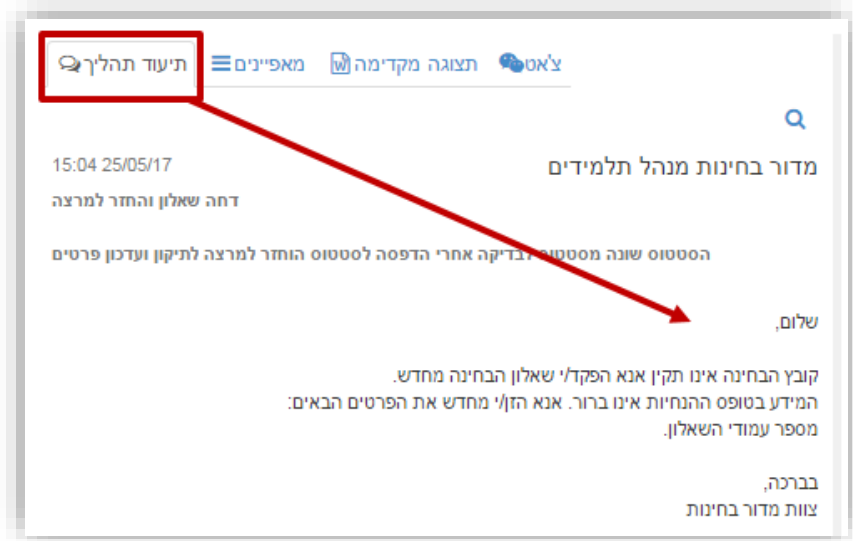 תיעוד תהליך מאפיינים תצוגה מקדימה צ'אט
מדור בחינות מנהל תלמידים 15:04 25/05/17
דחה שאלון והחזר למרצה
הסטטוס שונה מסטטוס לבדיקה אחרי הדפסה לסטטוס הוחזר למרצה לתיקון ועדכון פרטים
שלום,
קובץ הבחינה אינו תקין אנא הפקד/י שאלון הבחינה מחדש.
המידע בטופס ההנחיות אינו ברור. אנא הזן/י מחדש את הפרטים הבאים:
מספר עמודי השאלון.
בברכה,
צוות מדור בחינות